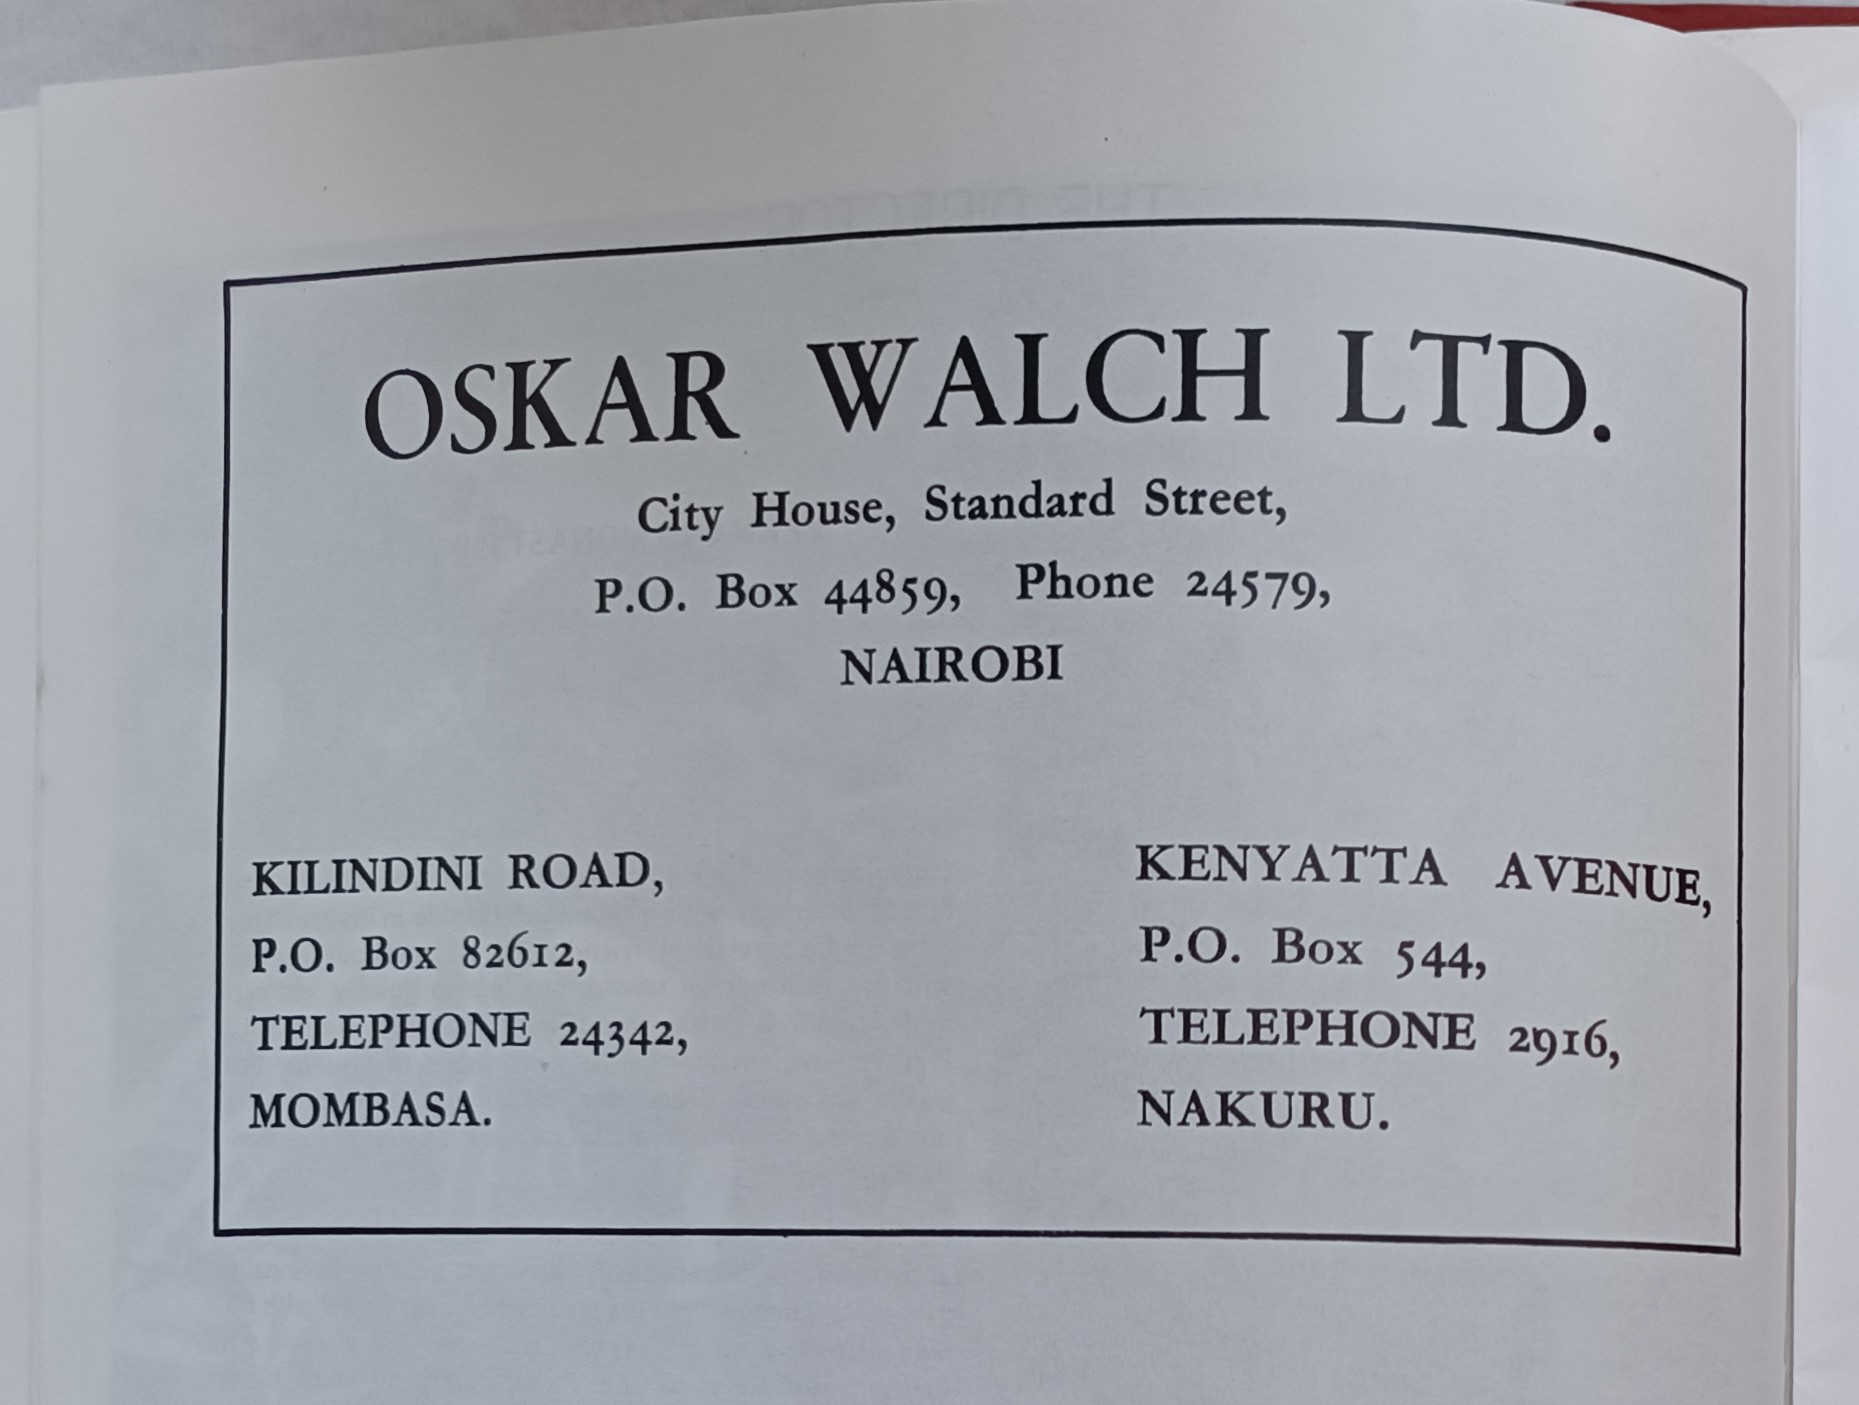 OSKAR WALCH LTD.
City House, Standard Street,
P.O. Box 44859, Phone 24579,
NAIROBI
KILINDINI ROAD,
P.O. Box 82612,
TELEPHONE 24342,
MOMBASA.
KENYATTA AVENUE,
P.O. Box 544,
TELEPHONE 2916,
NAKURU.